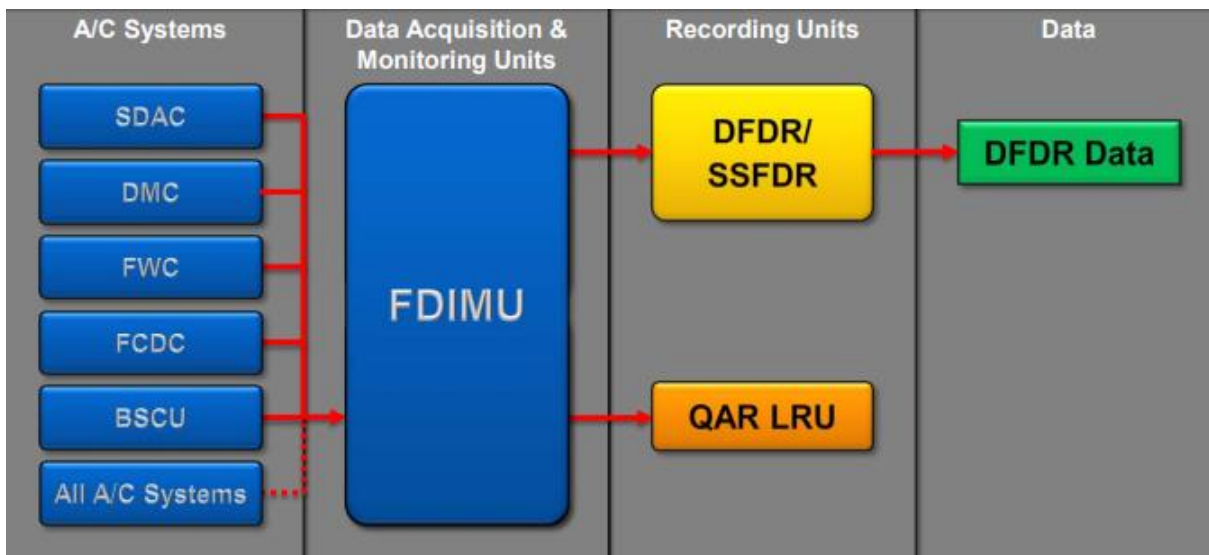 A/C Systems
Data Acquisition &
Monitoring Units
Recording Units
Data
SDAC
DMC
FWC
FCDC
BSCU
All A/C Systems
FDIMU
DFDR/
SSFDR
QAR LRU
DFDR Data